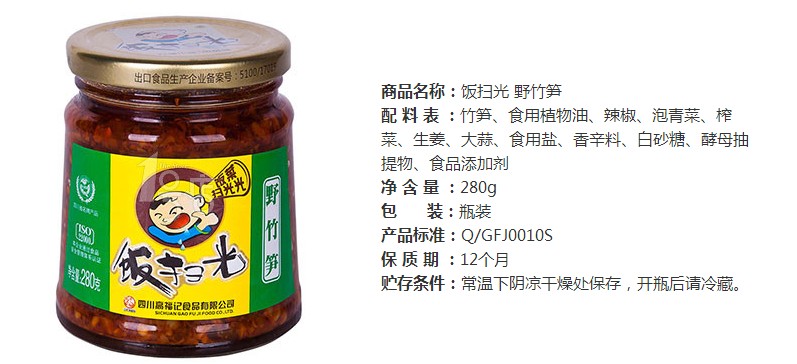 出口食品生产企业备案号：5100/17019
饭菜
扫光光
野竹笋
ISO
22000
饭扫光
净含量:280克
四川高福记食品有限公司
SICHUAN GAO FU JI FOOD CO.,LTD.
商品名称：饭扫光 野竹笋
配 料 表 ：竹笋、食用植物油、辣椒、泡青菜、榨
菜、生姜、大蒜、食用盐、香辛料、白砂糖、酵母抽
提物、食品添加剂
净 含 量 ：280g
包 装：瓶装
产品标准：Q/GFJ0010S
保 质 期 ：12个月
贮存条件：常温下阴凉干燥处保存，开瓶后请冷藏。